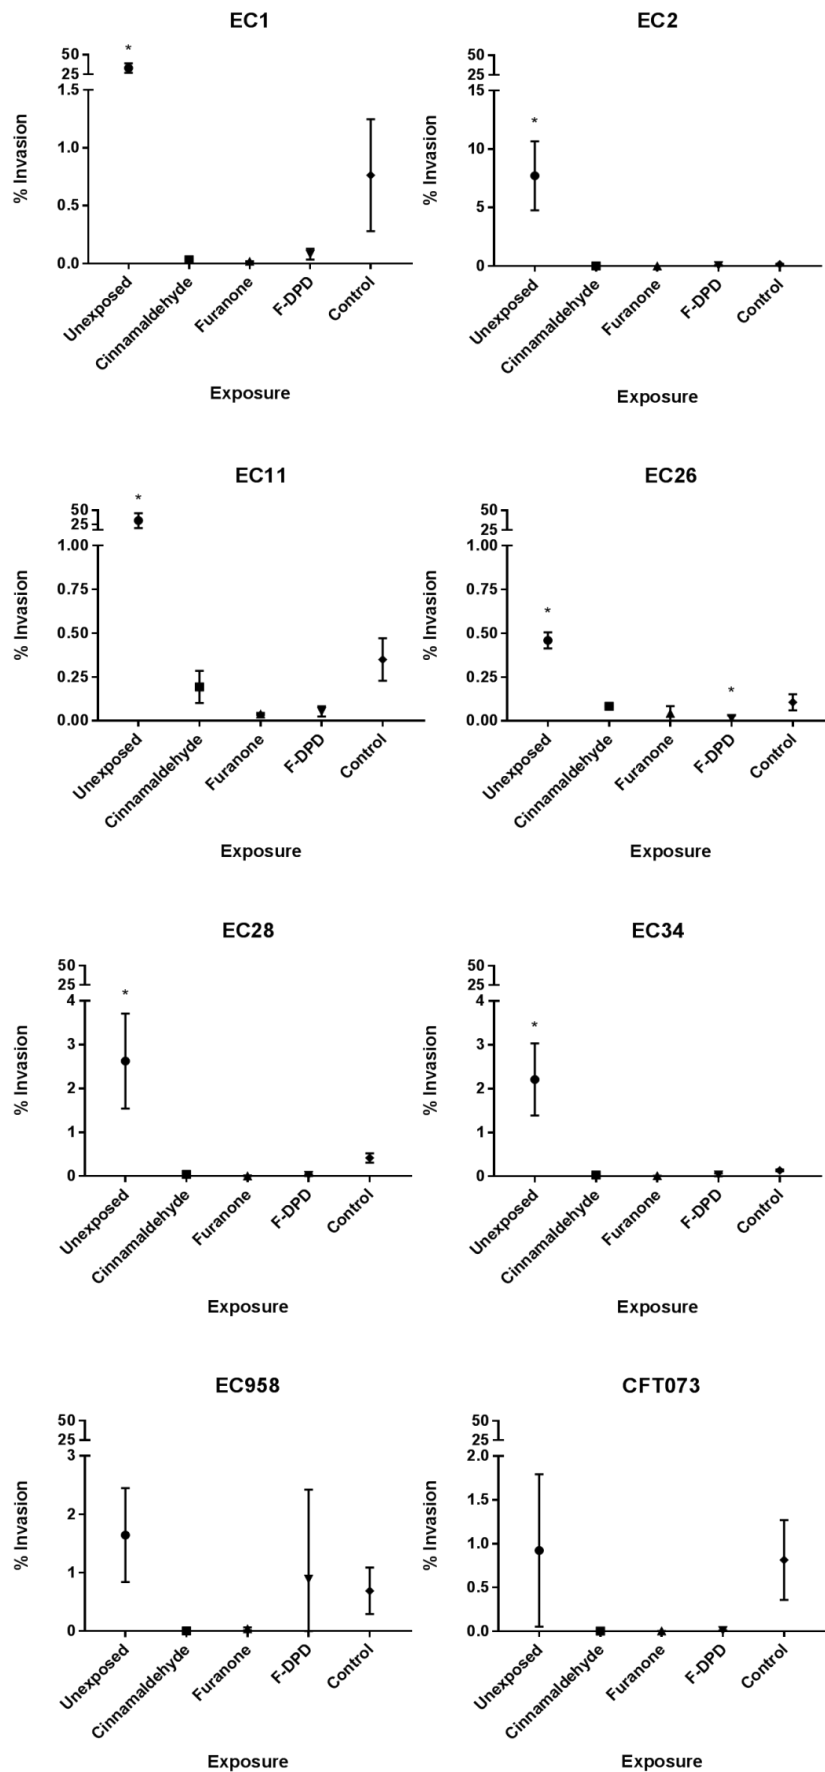 EC1
*
50
25
1.5
1.0
0.5
0.0
% Invasion
Unexposed
Cinnamaldehyde
Furanone
F-DPD
Control
Exposure
EC2
50
25
15
10
5
0
*
% Invasion
Unexposed
Cinnamaldehyde
Furanone
F-DPD
Control
Exposure
EC11
*
50
25
1.00
0.75
0.50
0.25
0.00
% Invasion
Unexposed
Cinnamaldehyde
Furanone
F-DPD
Control
Exposure
EC26
50
25
1.00
0.75
0.50
0.25
0.00
*
*
% Invasion
Unexposed
Cinnamaldehyde
Furanone
F-DPD
Control
Exposure
EC28
50
25
4
3
2
1
0
*
% Invasion
Unexposed
Cinnamaldehyde
Furanone
F-DPD
Control
Exposure
EC34
50
25
4
3
2
1
0
*
% Invasion
Unexposed
Cinnamaldehyde
Furanone
F-DPD
Control
Exposure
EC958
50
25
3
2
1
0
% Invasion
Unexposed
Cinnamaldehyde
Furanone
F-DPD
Control
Exposure
CFT073
50
25
2.0
1.5
1.0
0.5
0.0
% Invasion
Unexposed
Cinnamaldehyde
Furanone
F-DPD
Control
Exposure